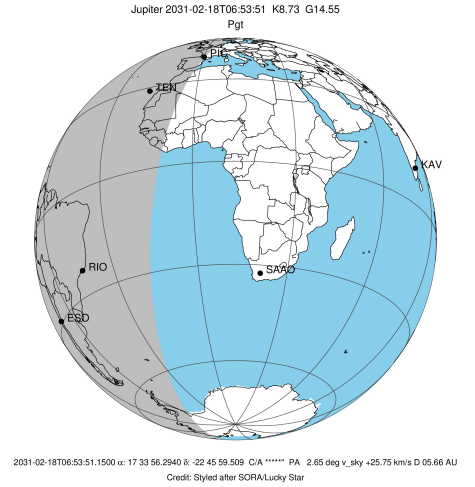 Jupiter 2031-02-18T06:53:51 K8.73 G14.55
Pgt
PIC
TEN
KAV
RIO
SAAO
ESO
2031-02-18T06:53:51.1500 α: 17 33 56.2940 δ: -22 45 59.509 C/A *****" PA 2.65 deg v_sky +25.75 km/s D 05.66 AU
Credit: Styled after SORA/Lucky Star